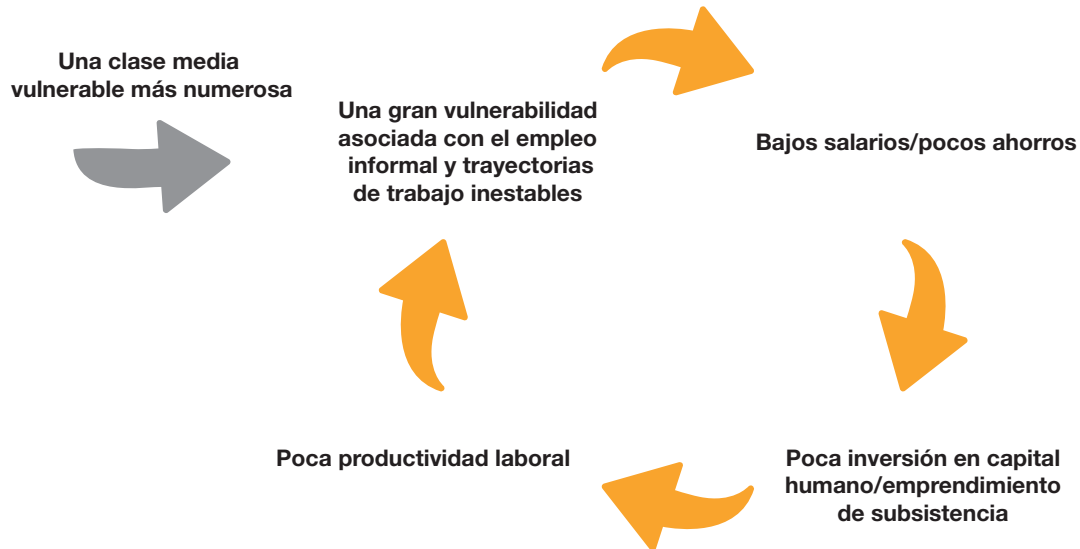 Una clase media
vulnerable más numerosa
Una gran vulnerabilidad
asociada con el empleo
informal y trayectorias
de trabajo inestables
Bajos salarios/pocos ahorros
Poca inversión en capital
humano/emprendimiento
de subsistencia
Poca productividad laboral